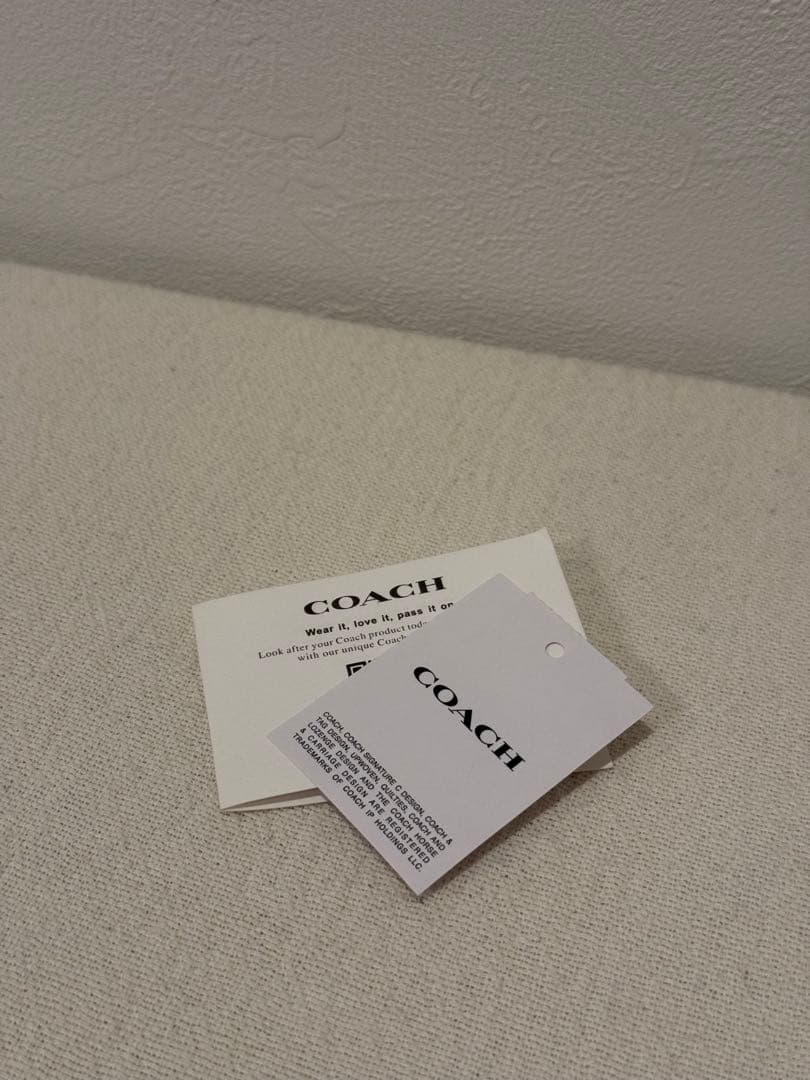 COACH
Wear it, love it, pass it on
Look after your Coach product
with our unique
COACH
COACH, COACH SIGNATURE C DESIGN, COACH &
TAG DESIGN, UPWOVEN, QUILTIES, COACH AND
LOZENGE DESIGN AND THE COACH HORSE
& CARRIAGE DESIGN ARE REGISTERED
TRADEMARKS OF COACH IP HOLDINGS LLC.